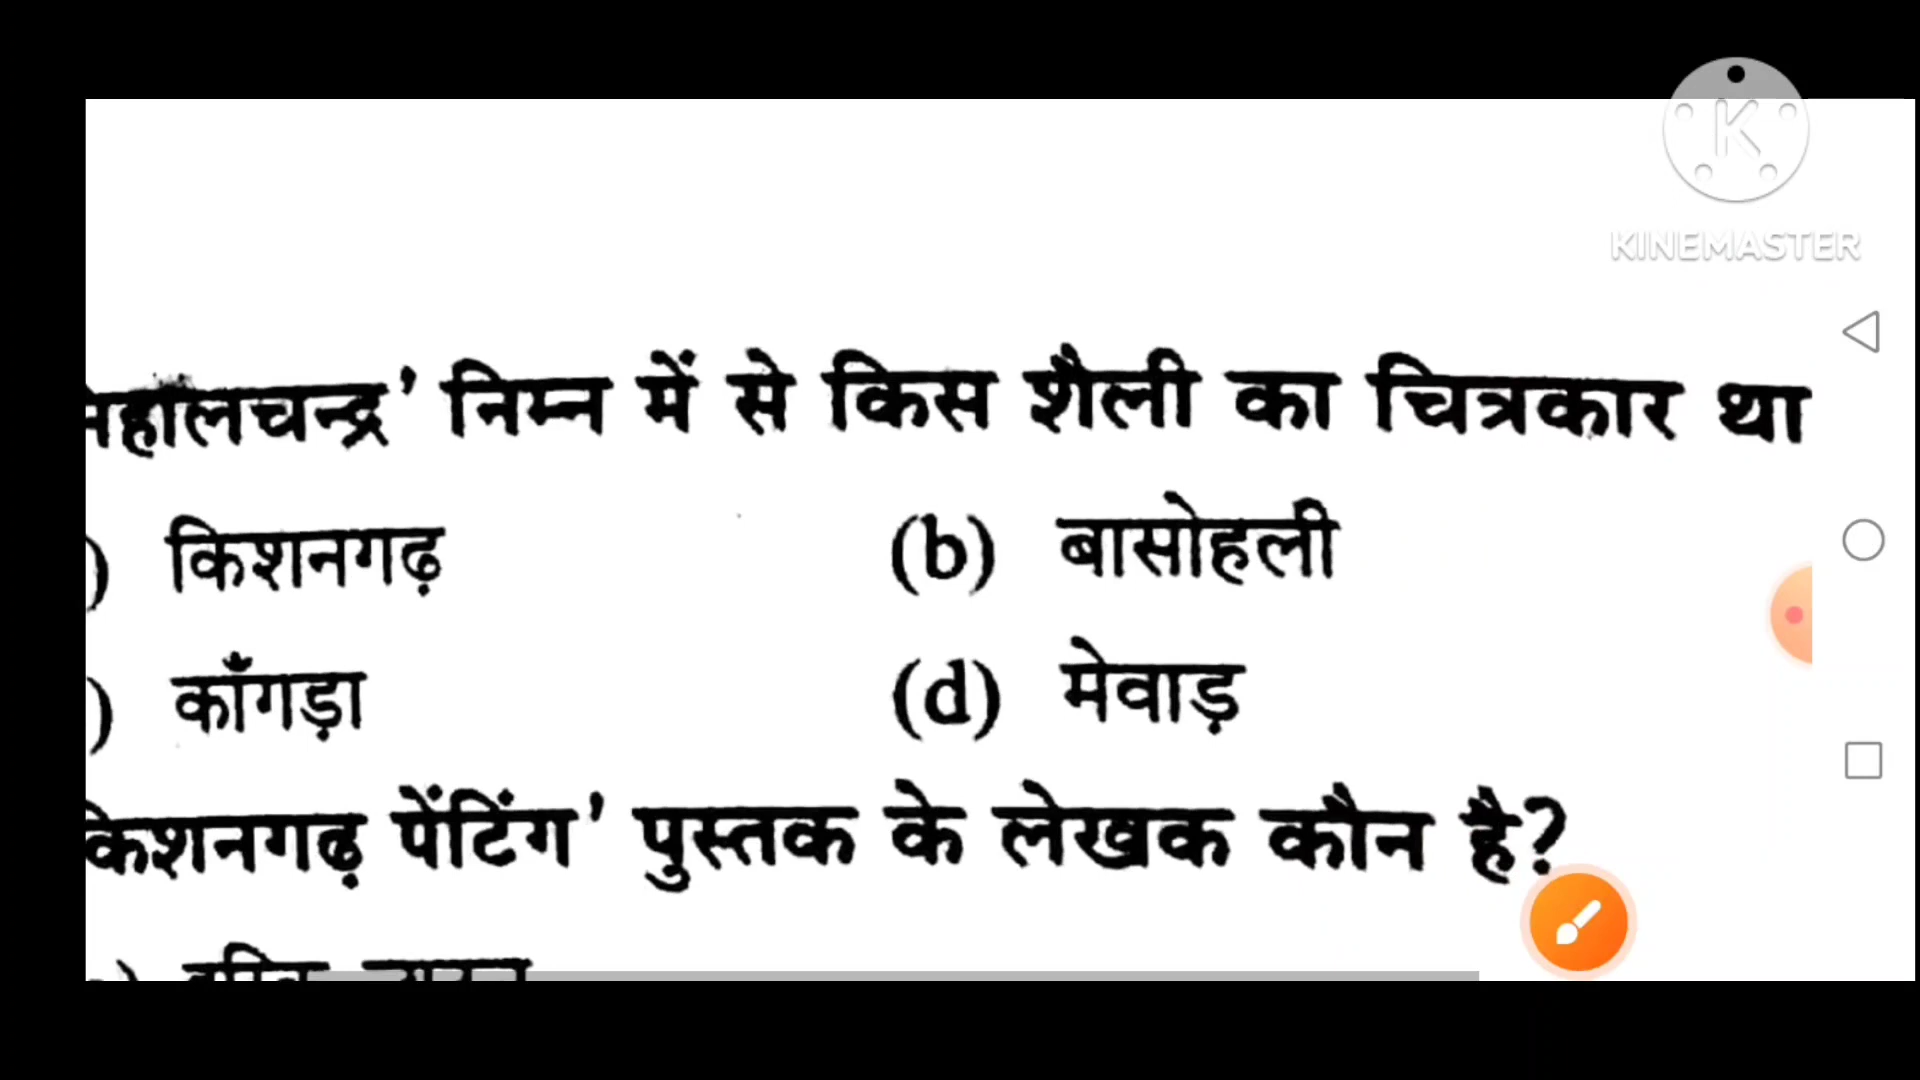 KINEMASTER
हालचन्द्र’ निम्न में से किस शैली का चित्रकार था
) किशनगढ़ (b) बासोहली
) काँगड़ा (d) मेवाड़
किशनगढ़ पेंटिंग’ पुस्तक के लेखक कौन है?